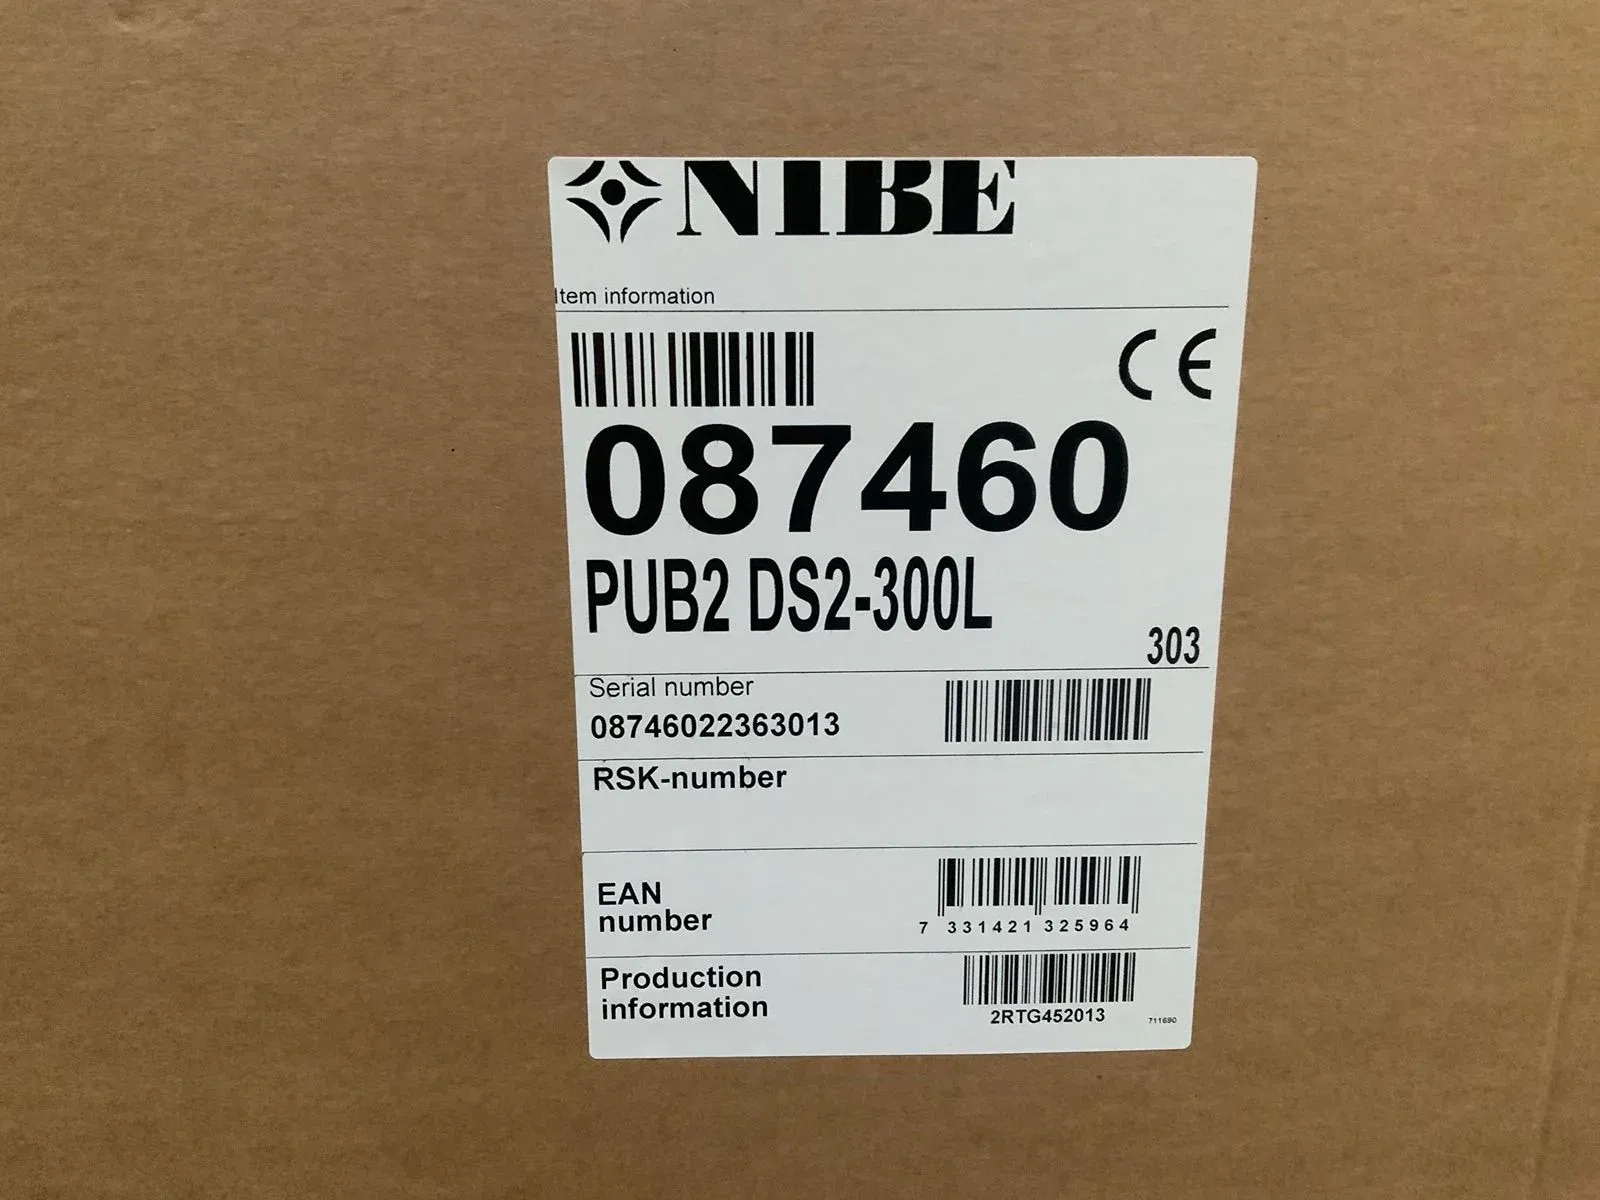 NIBE
Item information
CE
087460
PUB2 DS2-300L
303
Serial number
08746022363013
RSK-number
EAN
number
7 331421 325964
Production
information
2RTG452013
711690